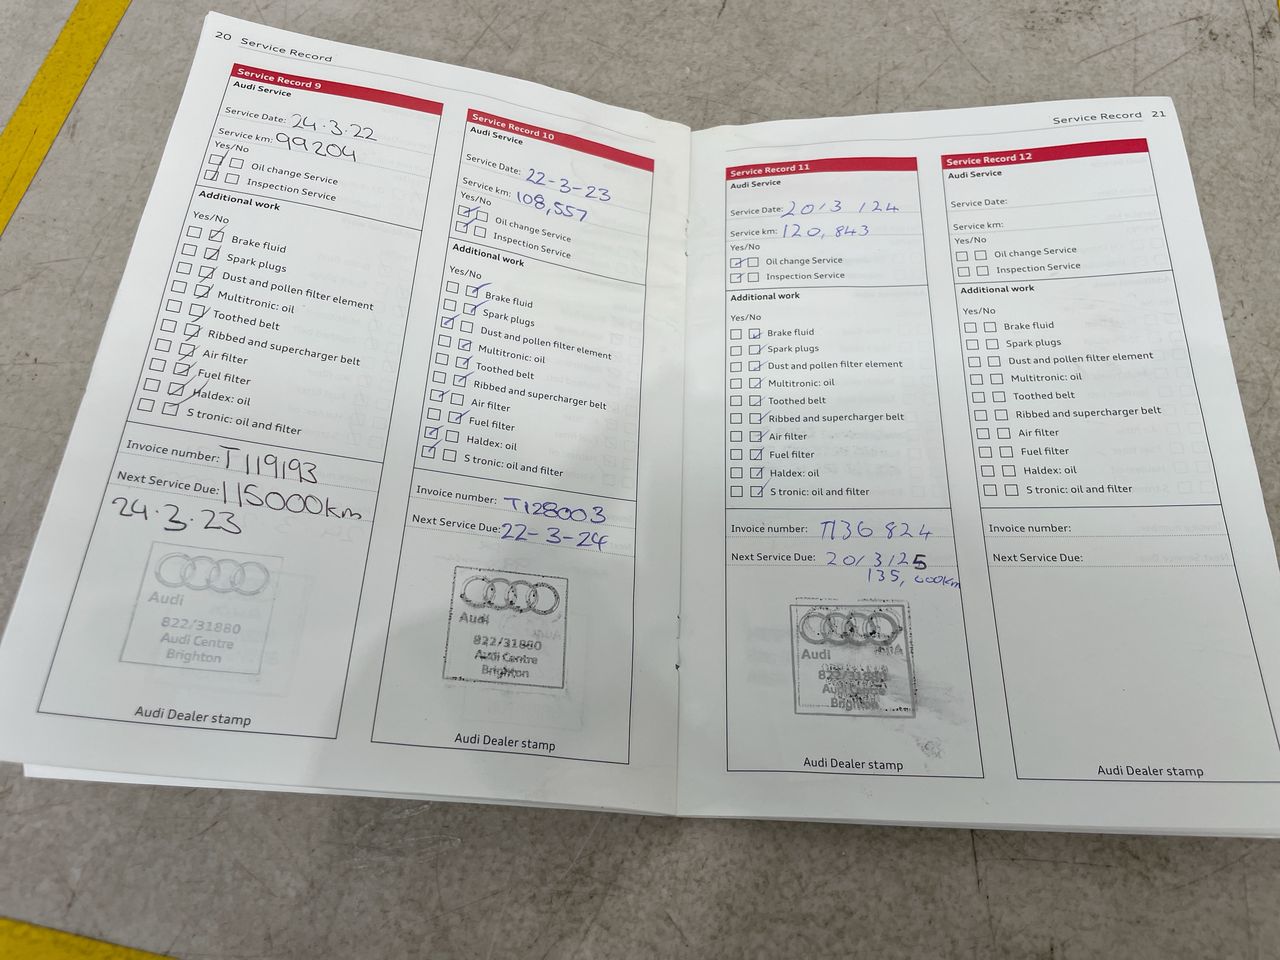 20 Service Record
Service Record 9
Audi Service
Service Date: 24.3.22
Service km: 99204
Yes/No
Oil change Service
Inspection Service
Additional work
Yes/No
Brake fluid
Spark plugs
Dust and pollen filter element
Multitronic: oil
Toothed belt
Ribbed and supercharger belt
Air filter
Fuel filter
Haldex: oil
S tronic: oil and filter
Invoice number: T119193
Next Service Due: 115000km
24.3.23
Audi
822/31880
Audi Centre
Brighton
Audi Dealer stamp
Service Record 10
Audi Service
Service Date: 22-3-23
Service km: 108,557
Yes/No
Oil change Service
Inspection Service
Additional work
Yes/No
Brake fluid
Spark plugs
Dust and pollen filter element
Multitronic: oil
Toothed belt
Ribbed and supercharger belt
Air filter
Fuel filter
Haldex: oil
S tronic: oil and filter
Invoice number: T128003
Next Service Due: 22-3-24
Audi
822/31880
Audi Centre
Brighton
Audi Dealer stamp
Service Record 21
Service Record 11
Audi Service
Service Date: 20/3/24
Service km: 120,843
Yes/No
Oil change Service
Inspection Service
Additional work
Yes/No
Brake fluid
Spark plugs
Dust and pollen filter element
Multitronic: oil
Toothed belt
Ribbed and supercharger belt
Air filter
Fuel filter
Haldex: oil
S tronic: oil and filter
Invoice number: T136824
Next Service Due: 20/3/25
135,000km
Audi
Brighton
Audi Dealer stamp
Service Record 12
Audi Service
Service Date:
Service km:
Yes/No
Oil change Service
Inspection Service
Additional work
Yes/No
Brake fluid
Spark plugs
Dust and pollen filter element
Multitronic: oil
Toothed belt
Ribbed and supercharger belt
Air filter
Fuel filter
Haldex: oil
S tronic: oil and filter
Invoice number:
Next Service Due:
Audi Dealer stamp